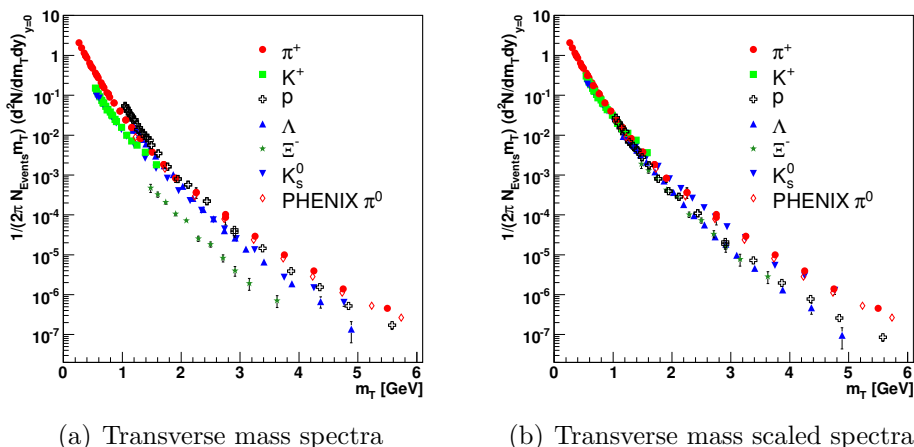 1/(2π N_Events m_T) (d²N/dm_T dy)_y=0
1
10⁻¹
10⁻²
10⁻³
10⁻⁴
10⁻⁵
10⁻⁶
10⁻⁷
π⁺
K⁺
p
Λ
Ξ⁻
K⁰_s
PHENIX π⁰
0 1 2 3 4 5 6
m_T [GeV]
(a) Transverse mass spectra
1/(2π N_Events m_T) (d²N/dm_T dy)_y=0
1
10⁻¹
10⁻²
10⁻³
10⁻⁴
10⁻⁵
10⁻⁶
10⁻⁷
π⁺
K⁺
p
Λ
Ξ⁻
K⁰_s
PHENIX π⁰
0 1 2 3 4 5 6
m_T [GeV]
(b) Transverse mass scaled spectra